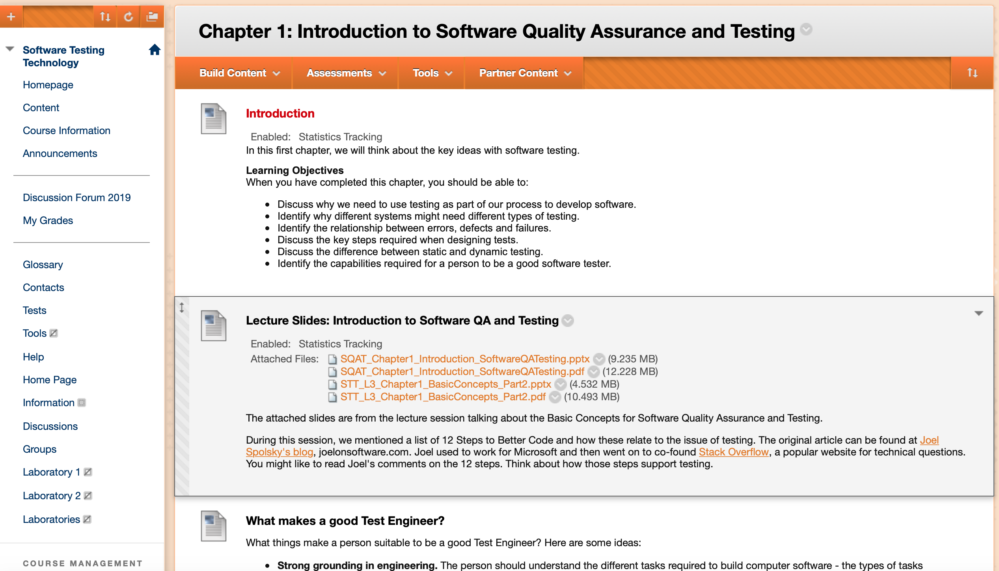 Software Testing
Technology
Homepage
Content
Course Information
Announcements
Discussion Forum 2019
My Grades
Glossary
Contacts
Tests
Tools
Help
Home Page
Information
Discussions
Groups
Laboratory 1
Laboratory 2
Laboratories
COURSE MANAGEMENT
Chapter 1: Introduction to Software Quality Assurance and Testing
Build Content Assessments Tools Partner Content
Introduction
Enabled: Statistics Tracking
In this first chapter, we will think about the key ideas with software testing.
Learning Objectives
When you have completed this chapter, you should be able to:
• Discuss why we need to use testing as part of our process to develop software.
• Identify why different systems might need different types of testing.
• Identify the relationship between errors, defects and failures.
• Discuss the key steps required when designing tests.
• Discuss the difference between static and dynamic testing.
• Identify the capabilities required for a person to be a good software tester.
Lecture Slides: Introduction to Software QA and Testing
Enabled: Statistics Tracking
Attached Files: SQAT_Chapter1_Introduction_SoftwareQATesting.pptx (9.235 MB)
SQAT_Chapter1_Introduction_SoftwareQATesting.pdf (12.228 MB)
STT_L3_Chapter1_BasicConcepts_Part2.pptx (4.532 MB)
STT_L3_Chapter1_BasicConcepts_Part2.pdf (10.493 MB)
The attached slides are from the lecture session talking about the Basic Concepts for Software Quality Assurance and Testing.
During this session, we mentioned a list of 12 Steps to Better Code and how these relate to the issue of testing. The original article can be found at Joel
Spolsky's blog, joelonsoftware.com. Joel used to work for Microsoft and then went on to co-found Stack Overflow, a popular website for technical questions.
You might like to read Joel's comments on the 12 steps. Think about how those steps support testing.
What makes a good Test Engineer?
What things make a person suitable to be a good Test Engineer? Here are some ideas:
• Strong grounding in engineering. The person should understand the different tasks required to build computer software - the types of tasks